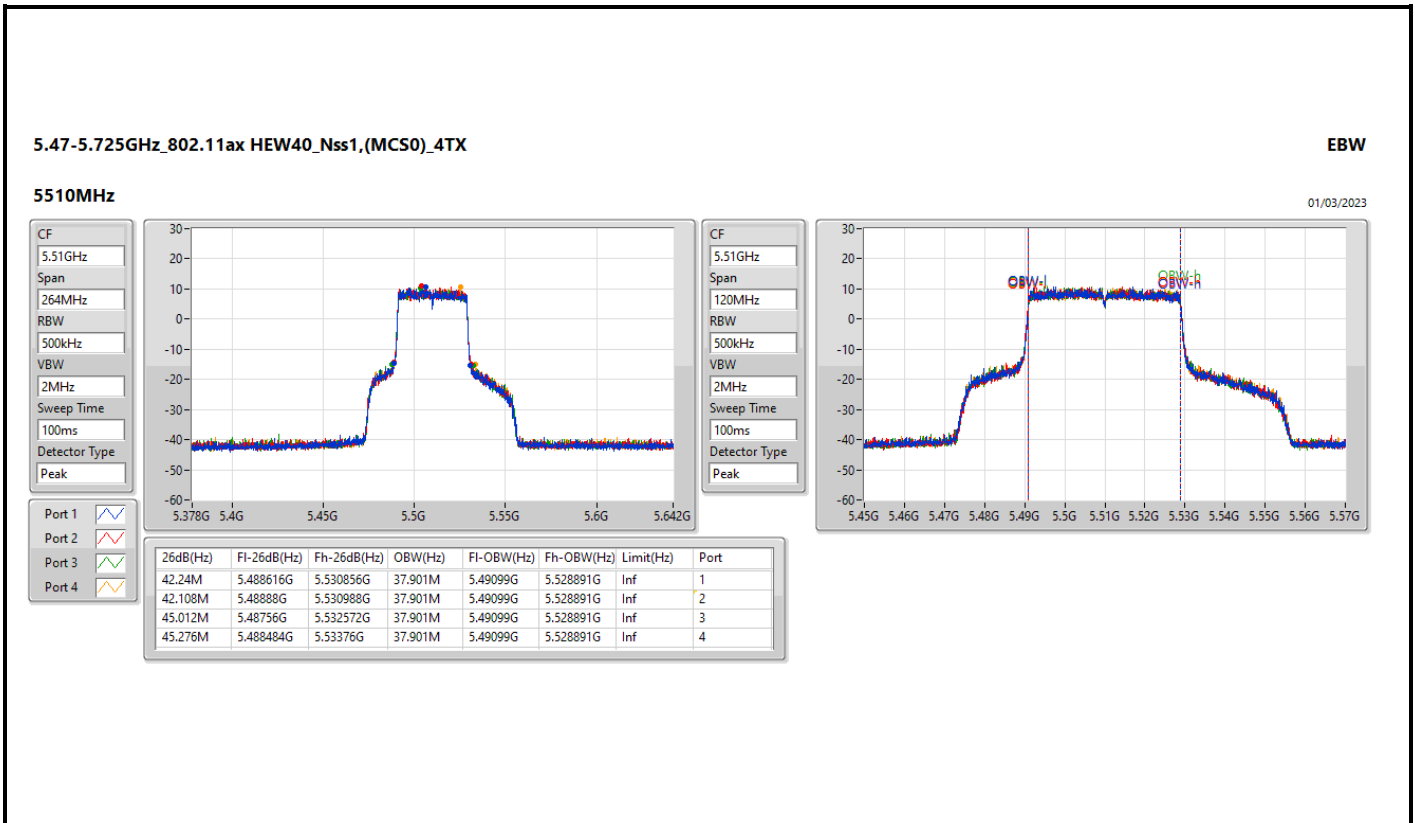 5.47-5.725GHz_802.11ax HEW40_Nss1,(MCS0)_4TX
EBW
5510MHz
01/03/2023
CF
5.51GHz
Span
264MHz
RBW
500kHz
VBW
2MHz
Sweep Time
100ms
Detector Type
Peak
Port 1
Port 2
Port 3
Port 4
30
20
10
0
-10
-20
-30
-40
-50
-60
5.378G 5.4G 5.45G 5.5G 5.55G 5.6G 5.642G
CF
5.51GHz
Span
120MHz
RBW
500kHz
VBW
2MHz
Sweep Time
100ms
Detector Type
Peak
30
20
10
0
-10
-20
-30
-40
-50
-60
OBW-l
OBW-h
OBW-h
5.45G 5.46G 5.47G 5.48G 5.49G 5.5G 5.51G 5.52G 5.53G 5.54G 5.55G 5.56G 5.57G
26dB(Hz) Fl-26dB(Hz) Fh-26dB(Hz) OBW(Hz) Fl-OBW(Hz) Fh-OBW(Hz) Limit(Hz) Port
42.24M 5.488616G 5.530856G 37.901M 5.49099G 5.528891G Inf 1
42.108M 5.48888G 5.530988G 37.901M 5.49099G 5.528891G Inf 2
45.012M 5.48756G 5.532572G 37.901M 5.49099G 5.528891G Inf 3
45.276M 5.488484G 5.53376G 37.901M 5.49099G 5.528891G Inf 4